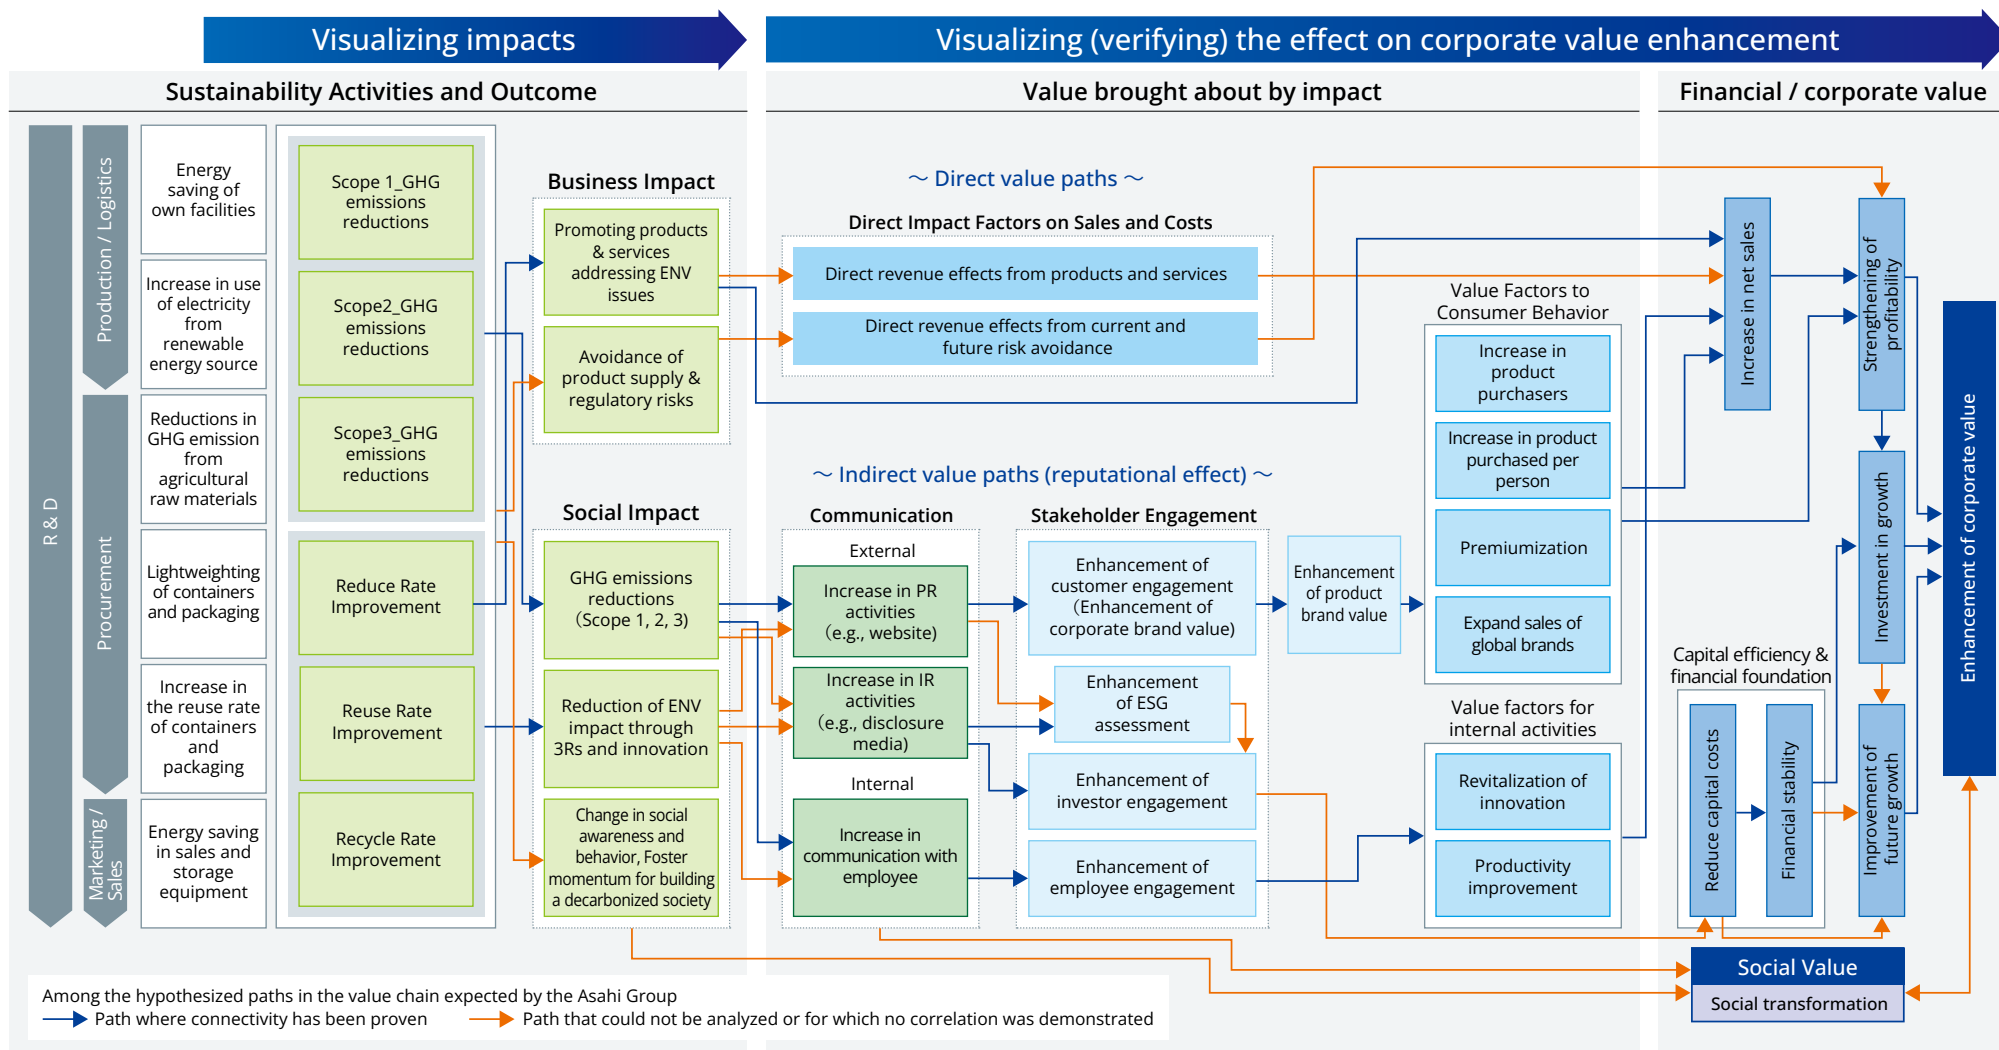 Visualizing impacts
Visualizing (verifying) the effect on corporate value enhancement
Sustainability Activities and Outcome
Value brought about by impact
Financial / corporate value
R & D
Production / Logistics
Procurement
Marketing /
Sales
Energy
saving of
own facilities
Increase in use
of electricity
from
renewable
energy source
Reductions in
GHG emission
from
agricultural
raw materials
Lightweighting
of containers
and packaging
Increase in
the reuse rate
of containers
and
packaging
Energy saving
in sales and
storage
equipment
Scope 1_GHG
emissions
reductions
Scope2_GHG
emissions
reductions
Scope3_GHG
emissions
reductions
Reduce Rate
Improvement
Reuse Rate
Improvement
Recycle Rate
Improvement
Business Impact
Promoting products
& services
addressing ENV
issues
Avoidance of
product supply &
regulatory risks
Social Impact
GHG emissions
reductions
（Scope 1, 2, 3)
Reduction of ENV
impact through
3Rs and innovation
Change in social
awareness and
behavior, Foster
momentum for building
a decarbonized society
～ Direct value paths ～
Direct Impact Factors on Sales and Costs
Direct revenue effects from products and services
Direct revenue effects from current and
future risk avoidance
～ Indirect value paths (reputational effect) ～
Communication
External
Increase in PR
activities
（e.g., website)
Increase in IR
activities
（e.g., disclosure
media)
Internal
Increase in
communication with
employee
Stakeholder Engagement
Enhancement of
customer engagement
（Enhancement of
corporate brand value)
Enhancement
of ESG
assessment
Enhancement of
investor engagement
Enhancement of
employee engagement
Enhancement
of product
brand value
Value Factors to
Consumer Behavior
Increase in
product
purchasers
Increase in product
purchased per
person
Premiumization
Expand sales of
global brands
Value factors for
internal activities
Revitalization of
innovation
Productivity
improvement
Increase in net sales
Strengthening of
profitability
Investment in growth
Capital efficiency &
financial foundation
Reduce capital costs
Financial stability
Improvement of
future growth
Enhancement of corporate value
Social Value
Social transformation
Among the hypothesized paths in the value chain expected by the Asahi Group
Path where connectivity has been proven
Path that could not be analyzed or for which no correlation was demonstrated